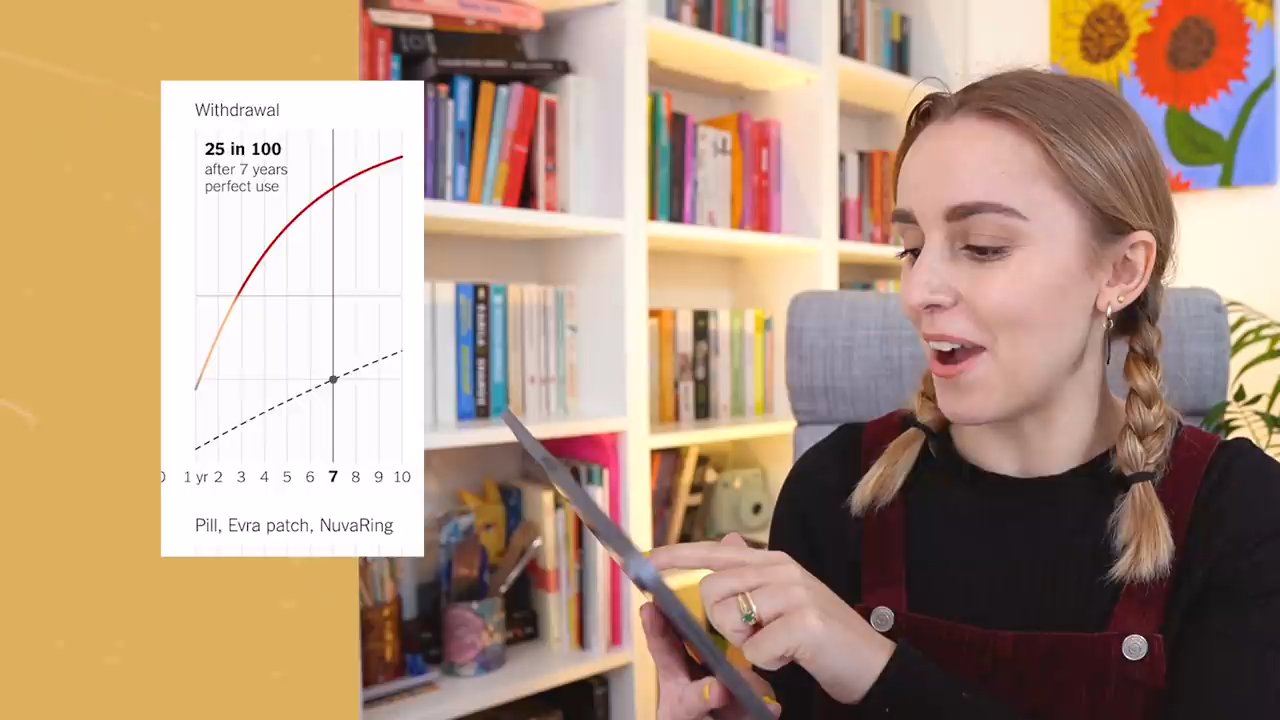 Withdrawal
25 in 100
after 7 years
perfect use
0 1 yr 2 3 4 5 6 7 8 9 10
Pill, Evra patch, NuvaRing